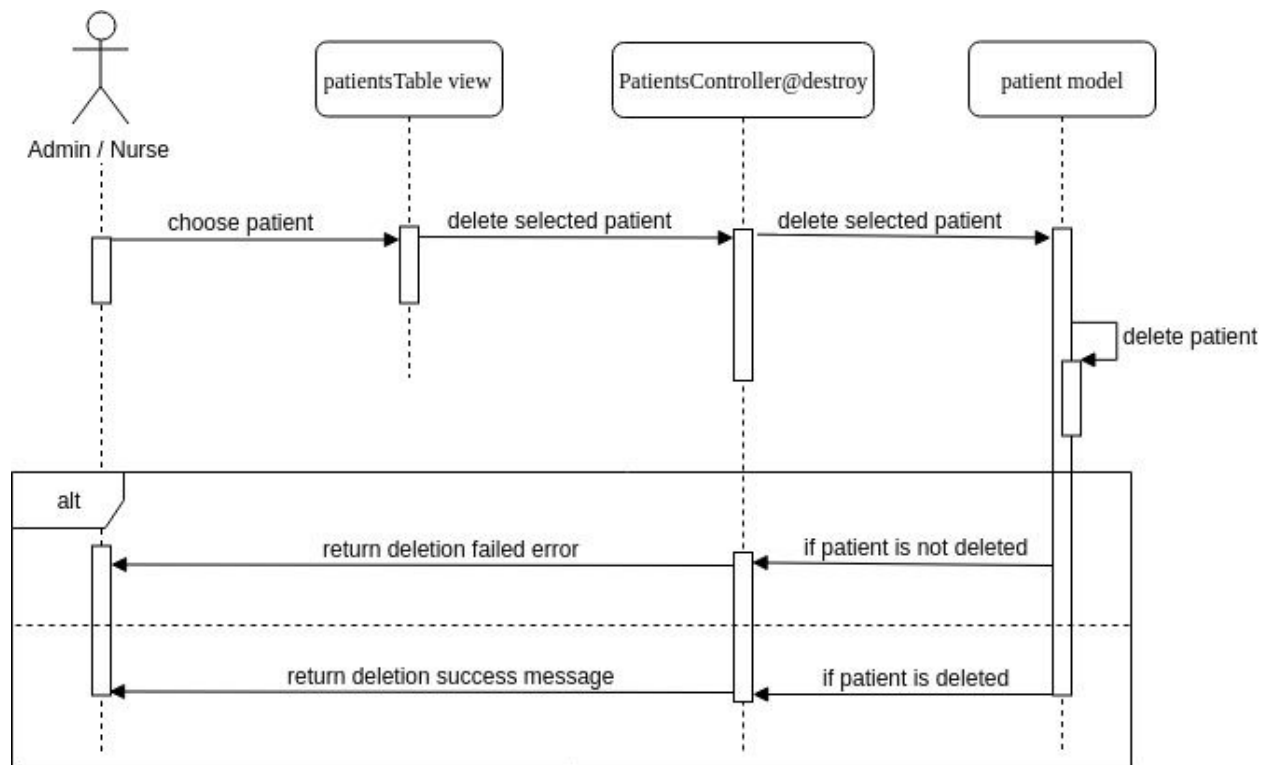 patientsTable view
PatientsController@destroy
patient model
Admin / Nurse
choose patient
delete selected patient
delete selected patient
delete patient
alt
return deletion failed error
if patient is not deleted
return deletion success message
if patient is deleted